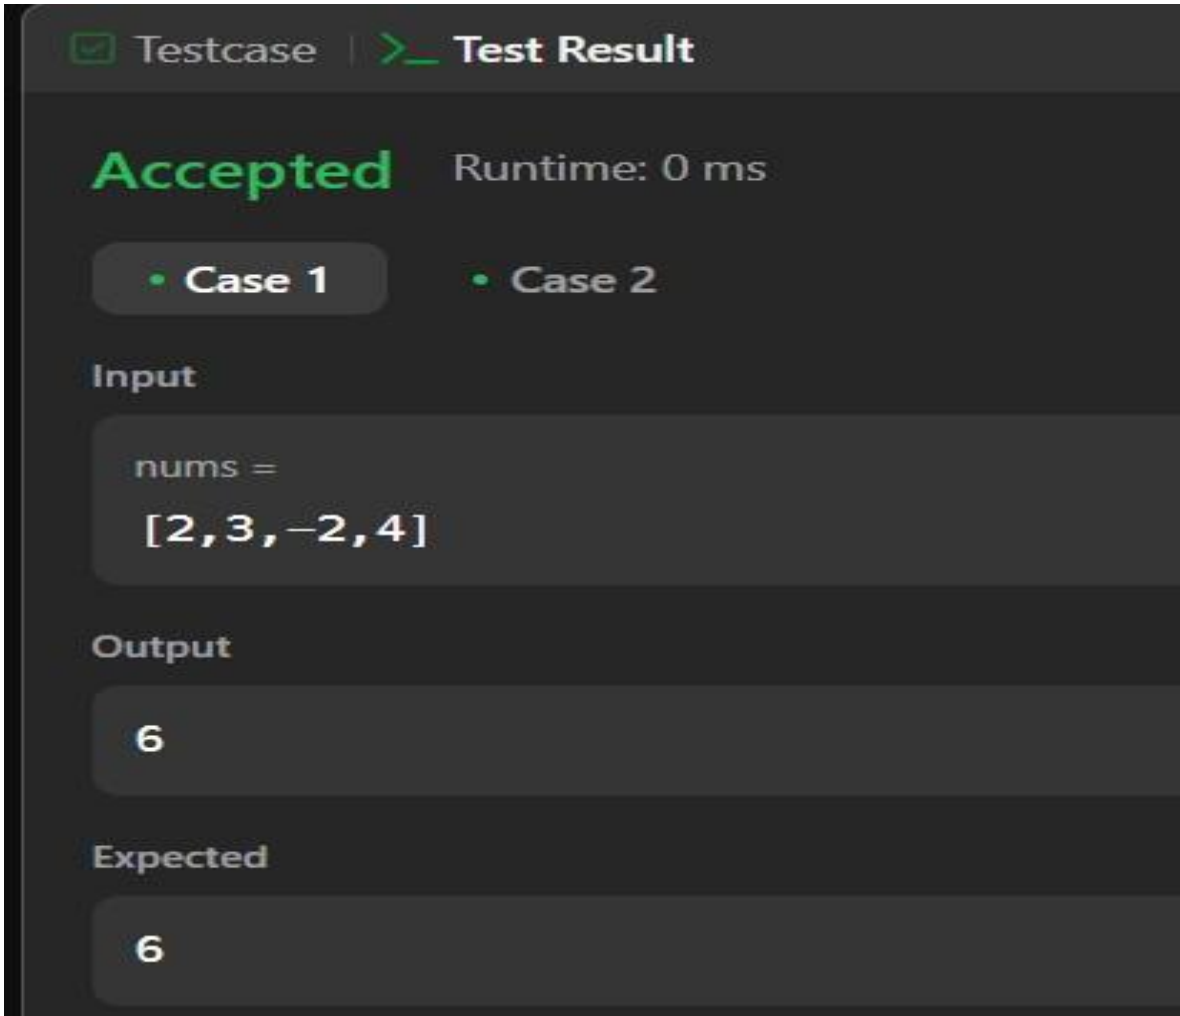 Testcase | >_ Test Result
Accepted Runtime: 0 ms
• Case 1 • Case 2
Input
nums =
[2,3,-2,4]
Output
6
Expected
6